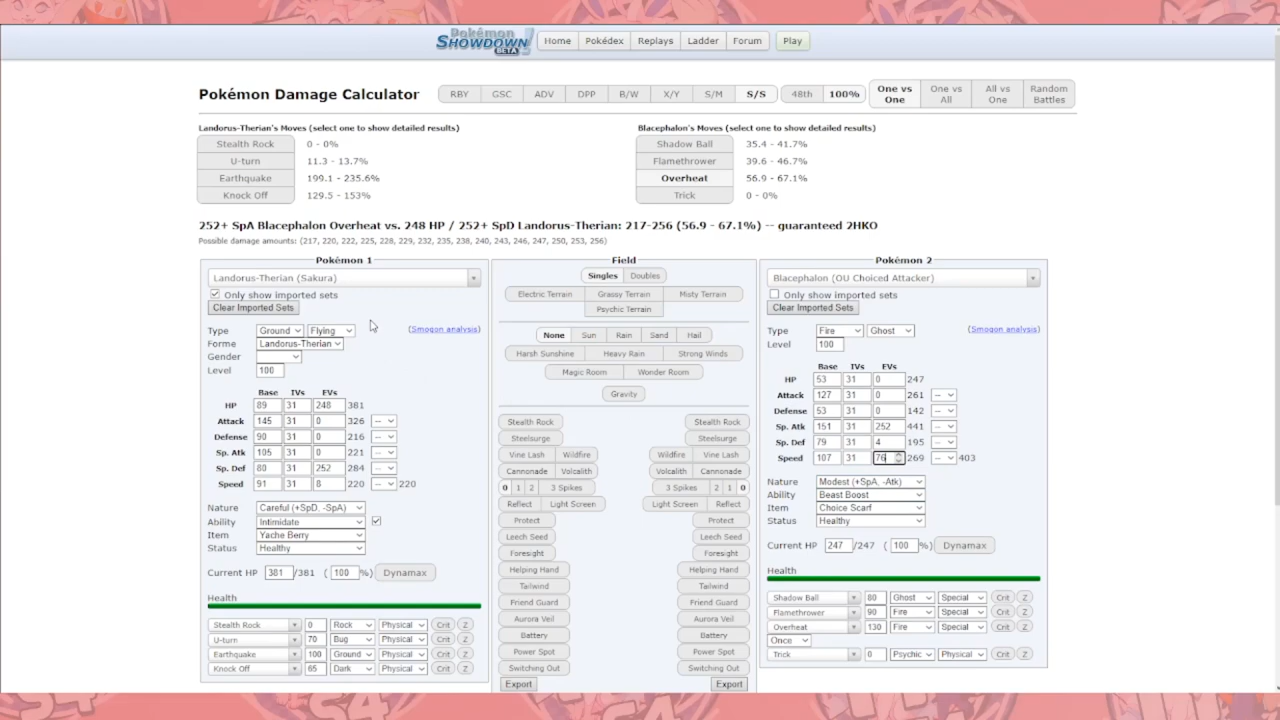 Pokémon
SHOWDOWN!
BETA
Home Pokédex Replays Ladder Forum Play
Pokémon Damage Calculator RBY GSC ADV DPP B/W X/Y S/M S/S 48th 100% One vs One One vs All All vs One Random Battles
Landorus-Therian's Moves (select one to show detailed results)
Stealth Rock 0 - 0%
U-turn 11.3 - 13.7%
Earthquake 199.1 - 235.6%
Knock Off 129.5 - 153%
Blacephalon's Moves (select one to show detailed results)
Shadow Ball 35.4 - 41.7%
Flamethrower 39.6 - 46.7%
Overheat 56.9 - 67.1%
Trick 0 - 0%
252+ SpA Blacephalon Overheat vs. 248 HP / 252+ SpD Landorus-Therian: 217-256 (56.9 - 67.1%) -- guaranteed 2HKO
Possible damage amounts: (217, 220, 222, 225, 228, 229, 232, 235, 238, 240, 243, 246, 247, 250, 253, 256)
Pokémon 1
Landorus-Therian (Sakura)
Only show imported sets
Clear Imported Sets
Type Ground Flying (Smogon analysis)
Forme Landorus-Therian
Gender
Level 100
Base IVs EVs
HP 89 31 248 381
Attack 145 31 0 326 --
Defense 90 31 0 216 --
Sp. Atk 105 31 0 221 --
Sp. Def 80 31 252 284 --
Speed 91 31 8 220 -- 220
Nature Careful (+SpD, -SpA)
Ability Intimidate
Item Yache Berry
Status Healthy
Current HP 381 /381 ( 100 %) Dynamax
Health
Stealth Rock 0 Rock Physical Crit Z
U-turn 70 Bug Physical Crit Z
Earthquake 100 Ground Physical Crit Z
Knock Off 65 Dark Physical Crit Z
Field
Singles Doubles
Electric Terrain Grassy Terrain Misty Terrain
Psychic Terrain
None Sun Rain Sand Hail
Harsh Sunshine Heavy Rain Strong Winds
Magic Room Wonder Room
Gravity
Stealth Rock Stealth Rock
Steelsurge Steelsurge
Vine Lash Wildfire Wildfire Vine Lash
Cannonade Volcalith Volcalith Cannonade
0 1 2 3 Spikes 3 Spikes 2 1 0
Reflect Light Screen Light Screen Reflect
Protect Protect
Leech Seed Leech Seed
Foresight Foresight
Helping Hand Helping Hand
Tailwind Tailwind
Friend Guard Friend Guard
Aurora Veil Aurora Veil
Battery Battery
Power Spot Power Spot
Switching Out Switching Out
Export Export
Pokémon 2
Blacephalon (OU Choiced Attacker)
Only show imported sets
Clear Imported Sets
Type Fire Ghost (Smogon analysis)
Level 100
Base IVs EVs
HP 53 31 0 247
Attack 127 31 0 261 --
Defense 53 31 0 142 --
Sp. Atk 151 31 252 441 --
Sp. Def 79 31 4 195 --
Speed 107 31 76 269 -- 403
Nature Modest (+SpA, -Atk)
Ability Beast Boost
Item Choice Scarf
Status Healthy
Current HP 247 /247 ( 100 %) Dynamax
Health
Shadow Ball 80 Ghost Special Crit Z
Flamethrower 90 Fire Special Crit Z
Overheat 130 Fire Special Crit Z
Once
Trick 0 Psychic Physical Crit Z